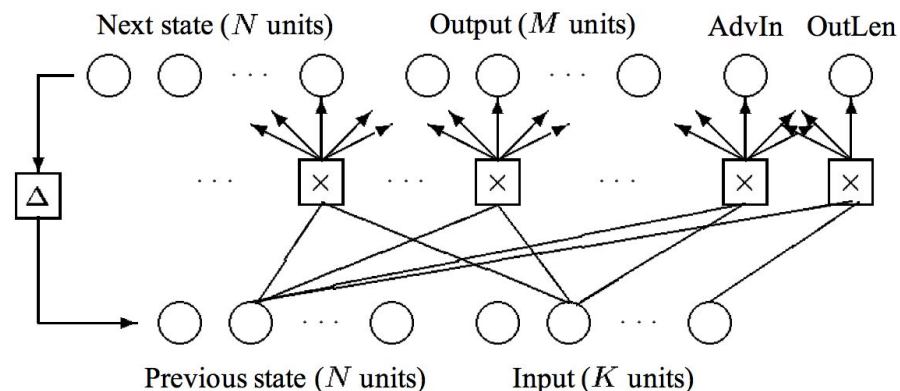 Next state (N units) Output (M units) AdvIn OutLen
· · · · · ·
Δ · · · × · · · × · · · × ×
· · · · · ·
Previous state (N units) Input (K units)